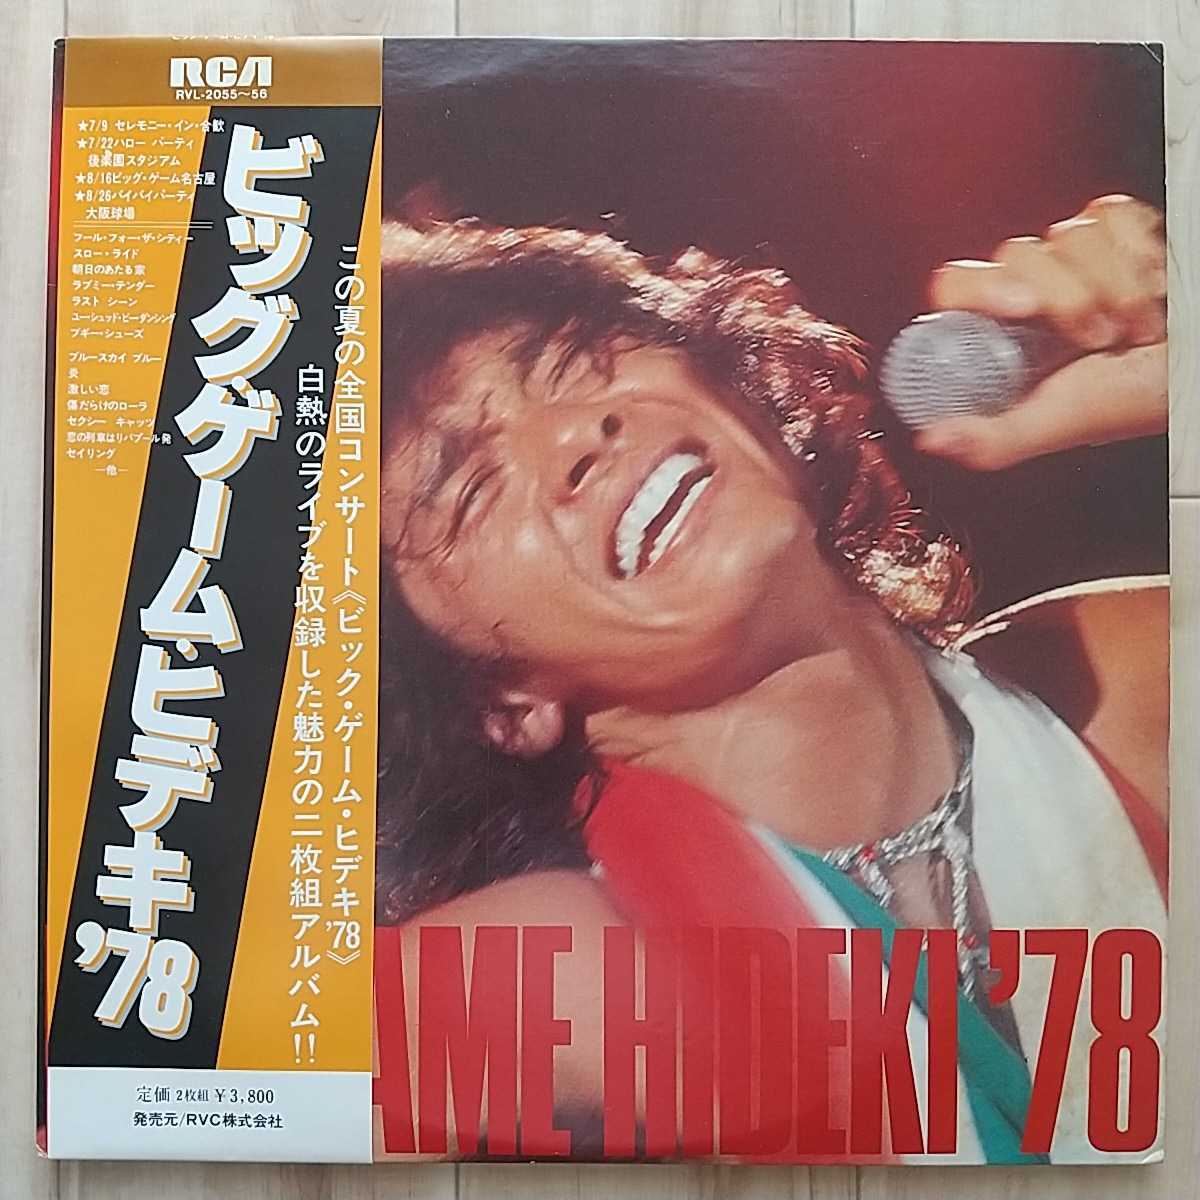 RCA
RVL-2055〜56
★7/9 セレモニー・イン・合歓
★7/22ハロー パーティ
後楽園スタジアム
★8/16ビッグ・ゲーム名古屋
★8/26バイバイパーティ
大阪球場
フール・フォー・ザ・シティー
スロー・ライド
朝日のあたる家
ラブミー・テンダー
ラスト シーン
ユー・シュッド・ビー・ダンシング
ブギー・シューズ
ブルースカイ ブルー
炎
激しい恋
傷だらけのローラ
セクシー キャッツ
恋の列車はリバプール発
セイリング
―他―
ビッグ・ゲーム・ヒデキ'78
この夏の全国コンサート《ビック・ゲーム・ヒデキ'78》
白熱のライブを収録した魅力の二枚組アルバム!!
定価 2枚組 ¥3,800
発売元/RVC株式会社
AME HIDEKI '78